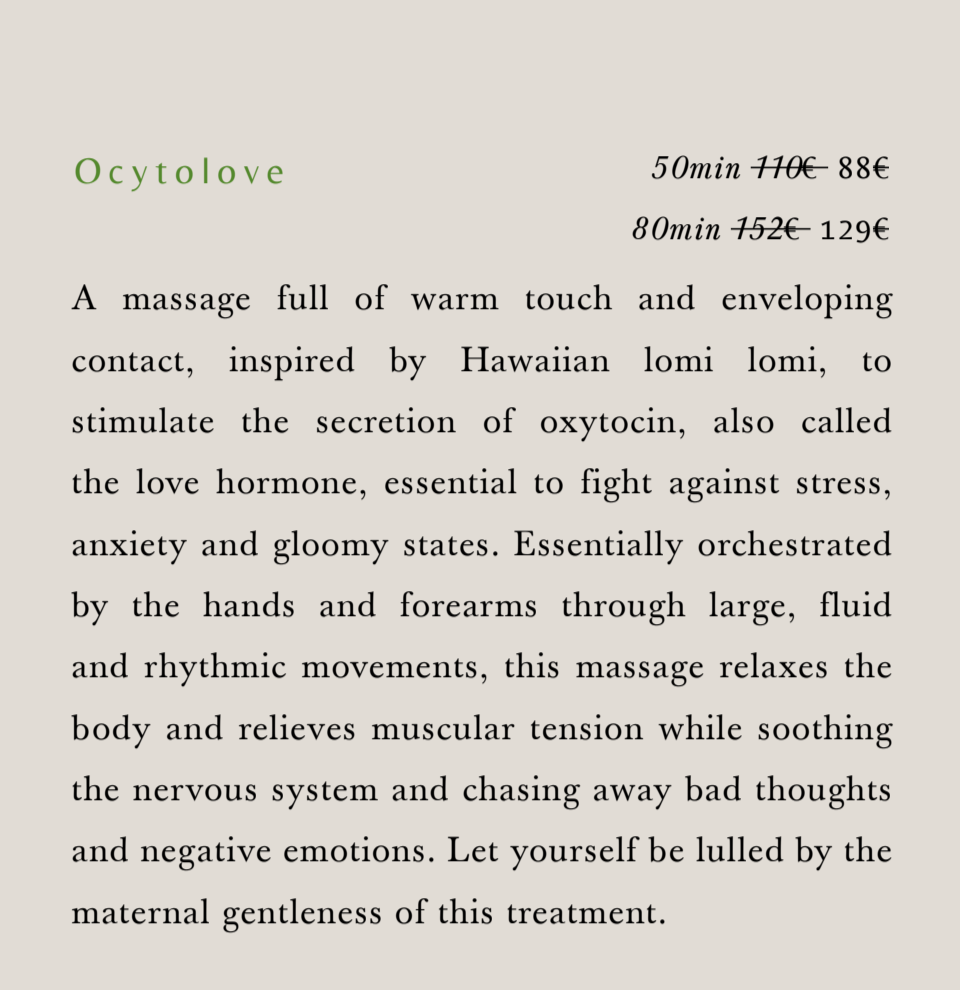 Ocytolove
50min 110€ 88€
80min 152€ 129€
A massage full of warm touch and enveloping
contact, inspired by Hawaiian lomi lomi, to
stimulate the secretion of oxytocin, also called
the love hormone, essential to fight against stress,
anxiety and gloomy states. Essentially orchestrated
by the hands and forearms through large, fluid
and rhythmic movements, this massage relaxes the
body and relieves muscular tension while soothing
the nervous system and chasing away bad thoughts
and negative emotions. Let yourself be lulled by the
maternal gentleness of this treatment.